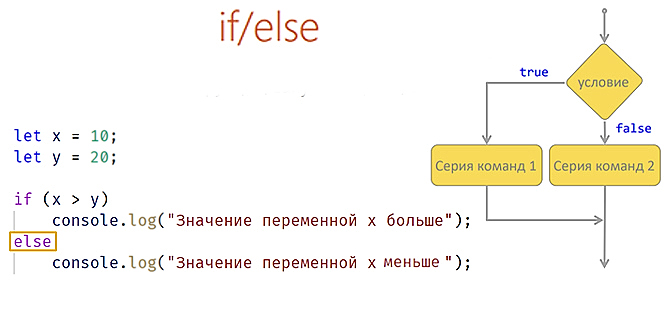 if/else
true
условие
false
Серия команд 1
Серия команд 2
let x = 10;
let y = 20;
if (x > y)
console.log("Значение переменной x больше");
else
console.log("Значение переменной x меньше ");